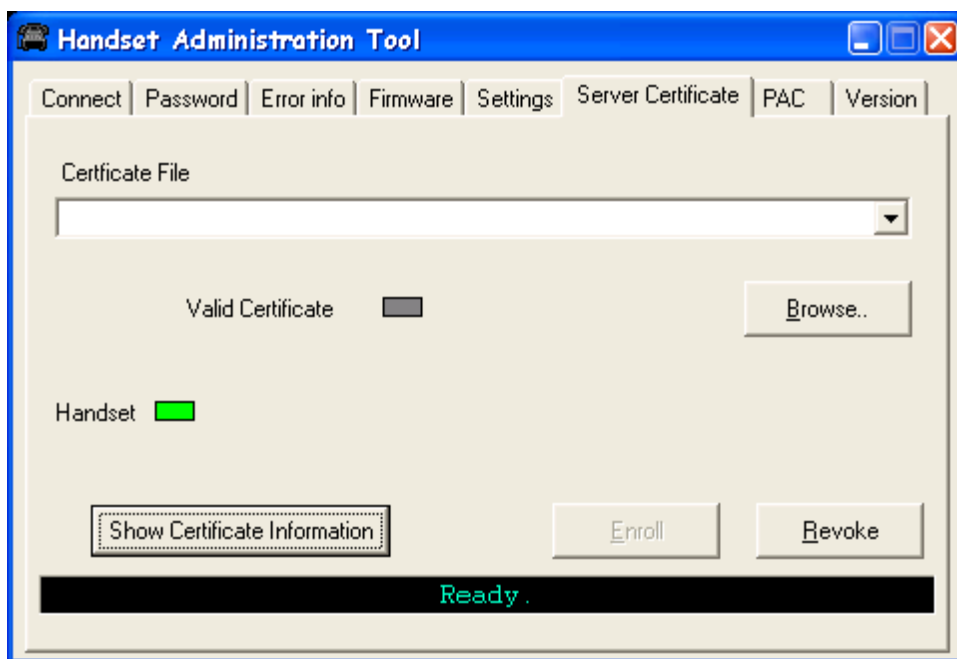 Handset Administration Tool
Connect Password Error info Firmware Settings Server Certificate PAC Version
Certficate File
Valid Certificate Browse..
Handset
Show Certificate Information Enroll Revoke
Ready.